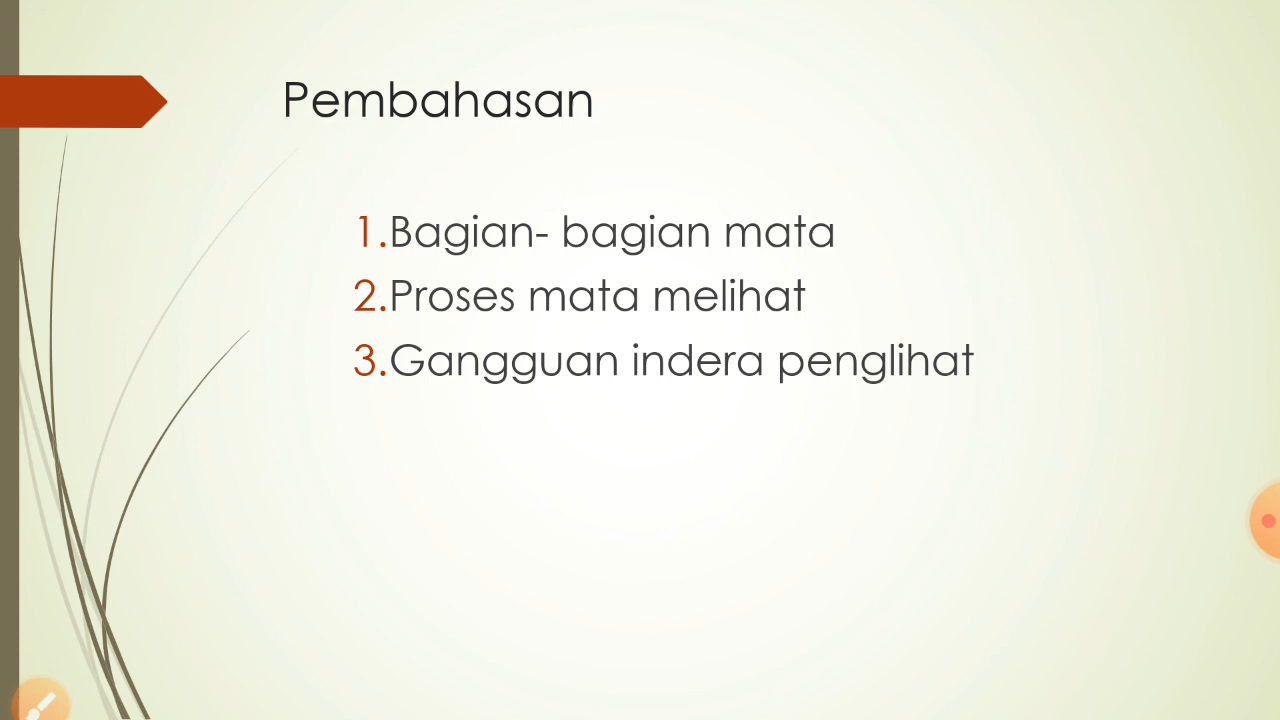 Pembahasan
1.Bagian- bagian mata
2.Proses mata melihat
3.Gangguan indera penglihat